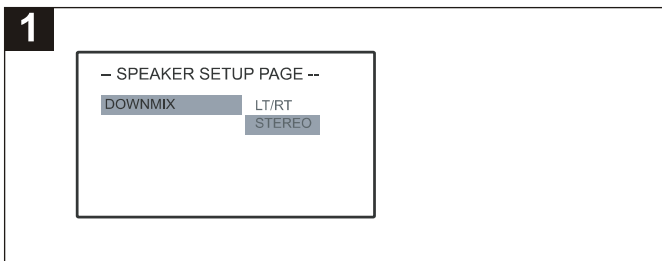 1
– SPEAKER SETUP PAGE --
DOWNMIX LT/RT
STEREO